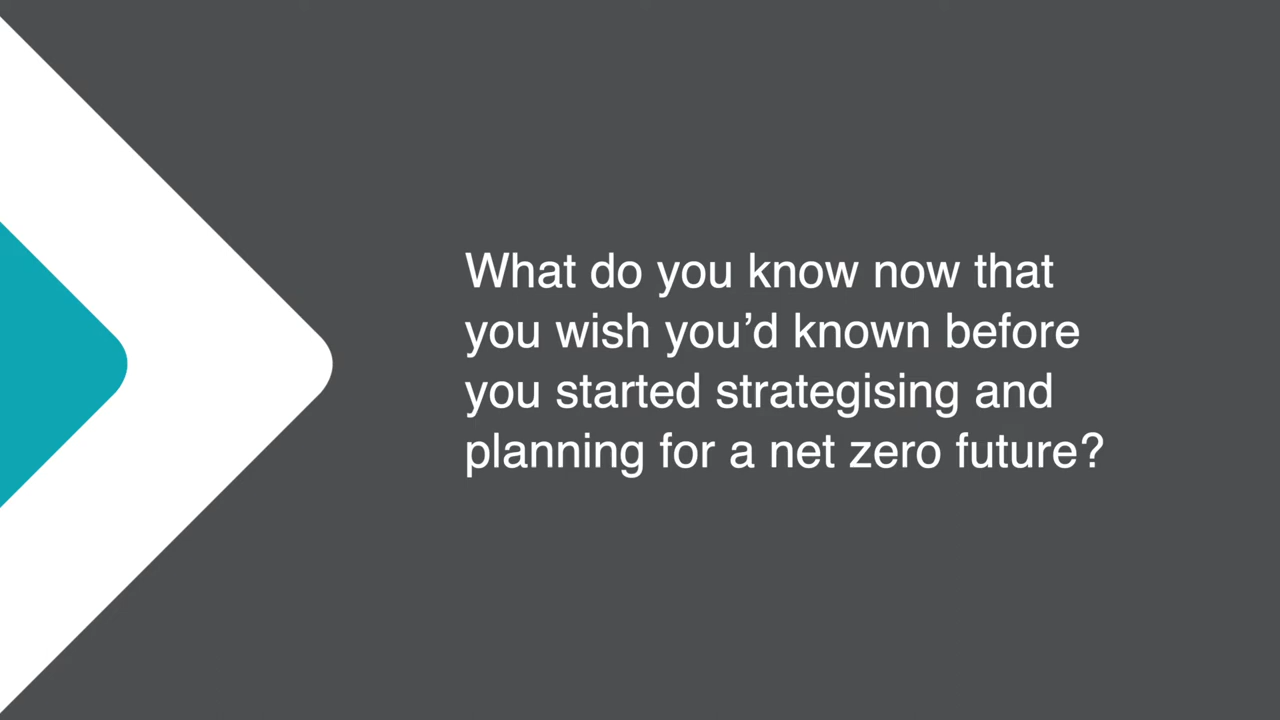 What do you know now that
you wish you’d known before
you started strategising and
planning for a net zero future?